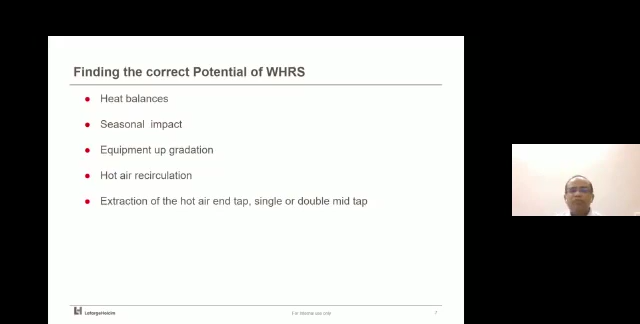 Finding the correct Potential of WHRS
Heat balances
Seasonal impact
Equipment up gradation
Hot air recirculation
Extraction of the hot air end tap, single or double mid tap
LafargeHolcim
For internal use only
7